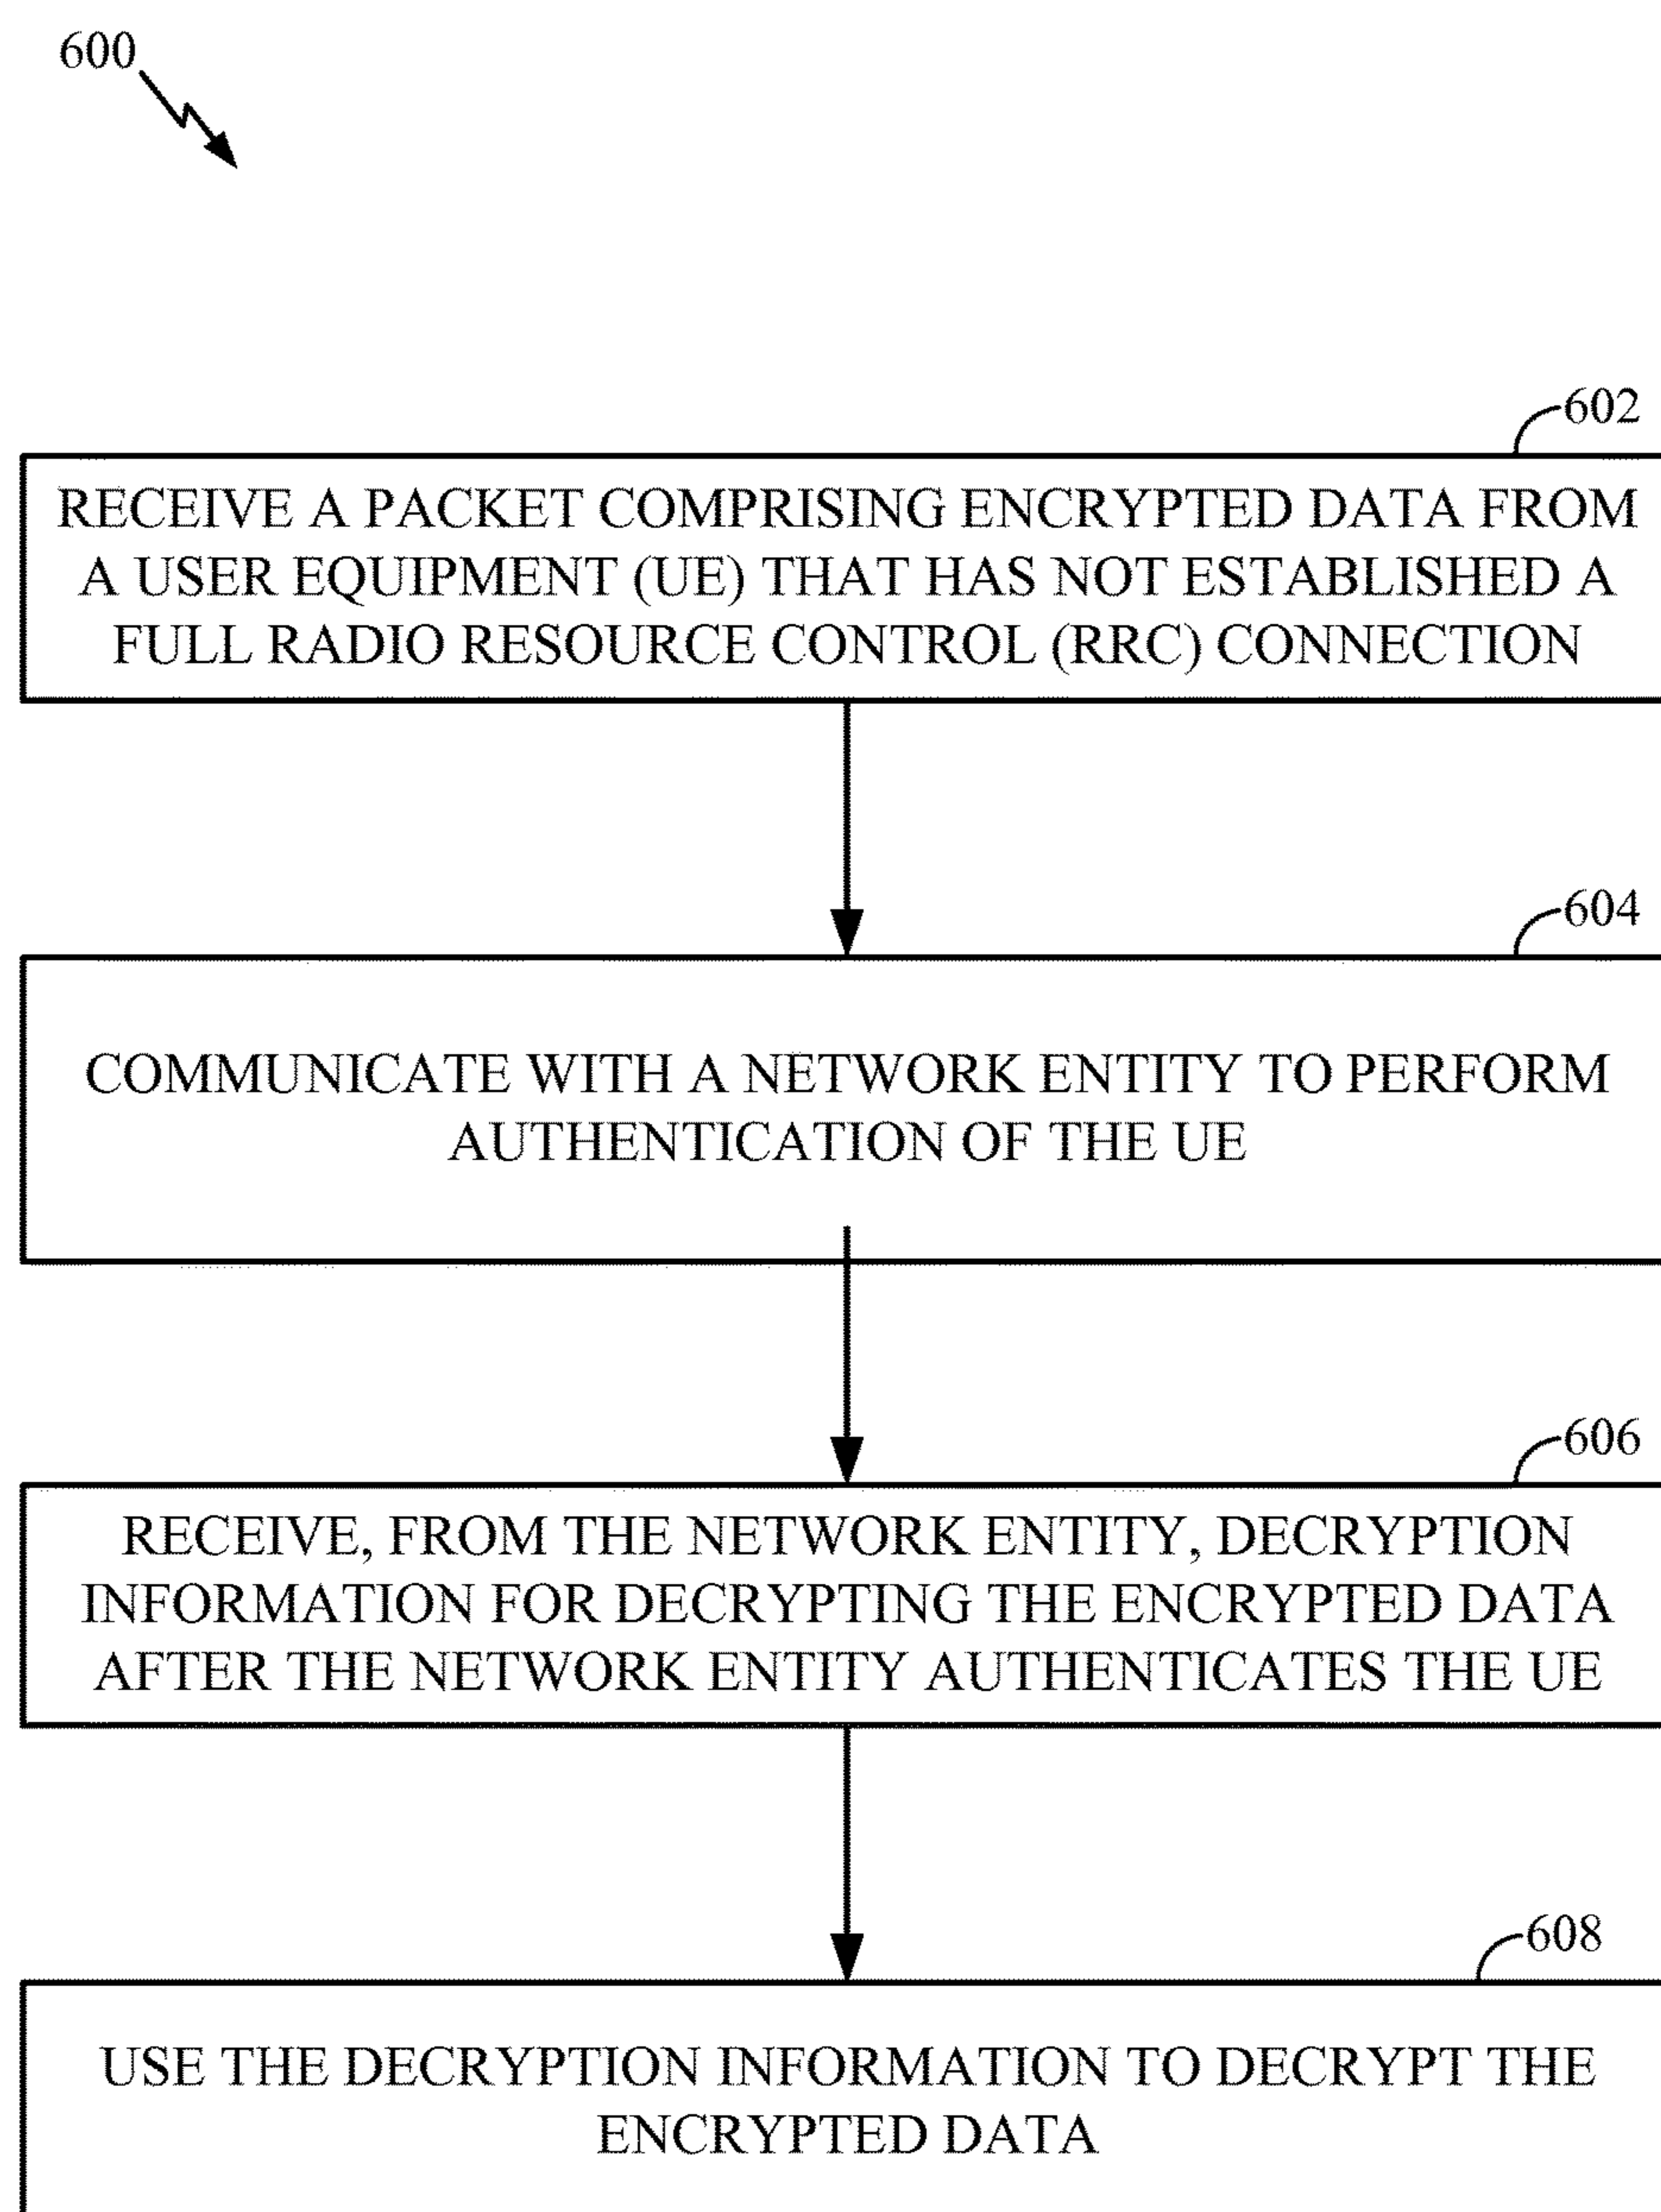 600
602
RECEIVE A PACKET COMPRISING ENCRYPTED DATA FROM
A USER EQUIPMENT (UE) THAT HAS NOT ESTABLISHED A
FULL RADIO RESOURCE CONTROL (RRC) CONNECTION
604
COMMUNICATE WITH A NETWORK ENTITY TO PERFORM
AUTHENTICATION OF THE UE
606
RECEIVE, FROM THE NETWORK ENTITY, DECRYPTION
INFORMATION FOR DECRYPTING THE ENCRYPTED DATA
AFTER THE NETWORK ENTITY AUTHENTICATES THE UE
608
USE THE DECRYPTION INFORMATION TO DECRYPT THE
ENCRYPTED DATA